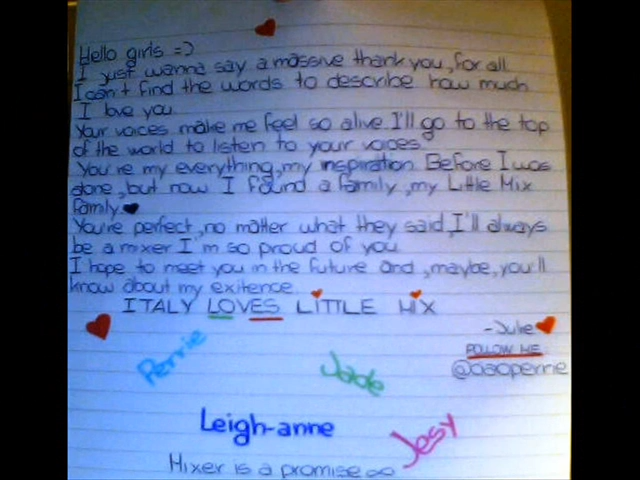 Hello girls =)
I just wanna say a massive thank you, for all
I can't find the words to describe how much
I love you
Your voices make me feel so alive. I'll go to the top
of the world to listen to your voices.
You're my everything, my inspiration. Before I was
alone, but now I found a family, my Little Mix
family ♥
You're perfect, no matter what they said, I'll always
be a mixer I'm so proud of you
I hope to meet you in the future and, maybe, you'll
know about my exitence.
ITALY LOVES LITTLE MIX
-Julie ♥
FOLLOW ME
@ciaoperrie
Perrie
Jade
Leigh-anne
Jesy
Mixer is a promise ∞